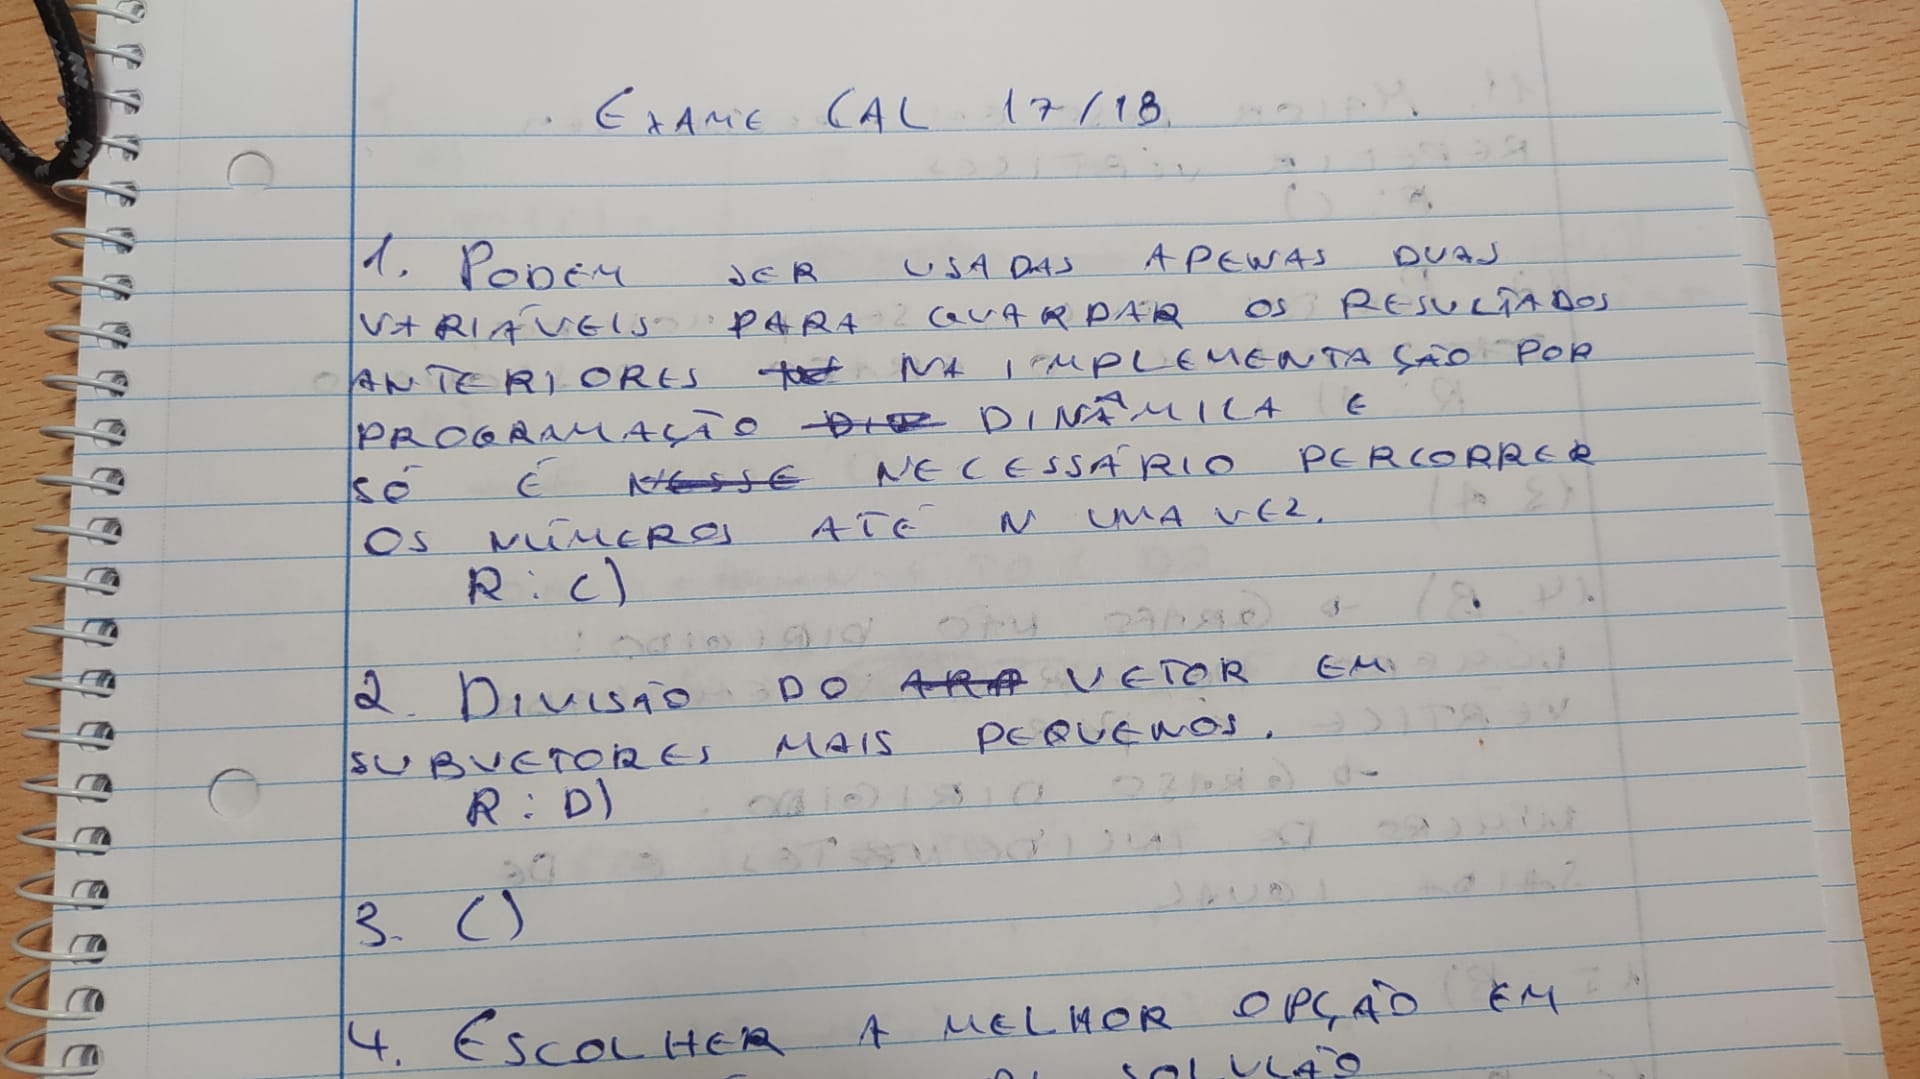 EXAME CAL 17/18
1. PODEM SER USADAS APENAS DUAS
VARIÁVEIS PARA GUARDAR OS RESULTADOS
ANTERIORES NA IMPLEMENTAÇÃO POR
PROGRAMAÇÃO DINÂMICA E
SÓ É NESSE NECESSÁRIO PERCORRER
OS NÚMEROS ATÉ N UMA VEZ.
R: C)
2. DIVISÃO DO ARA VETOR EM
SUBVETORES MAIS PEQUENOS.
R: D)
3. C)
4. ESCOLHER A MELHOR OPÇÃO EM
SOLUÇÃO